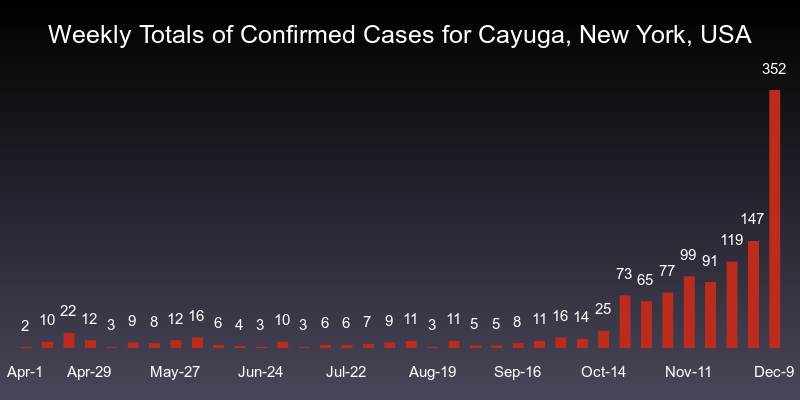 Weekly Totals of Confirmed Cases for Cayuga, New York, USA
2 10 22 12 3 9 8 12 16 6 4 3 10 3 6 6 7 9 11 3 11 5 5 8 11 16 14 25 73 65 77 99 91 119 147 352
Apr-1 Apr-29 May-27 Jun-24 Jul-22 Aug-19 Sep-16 Oct-14 Nov-11 Dec-9